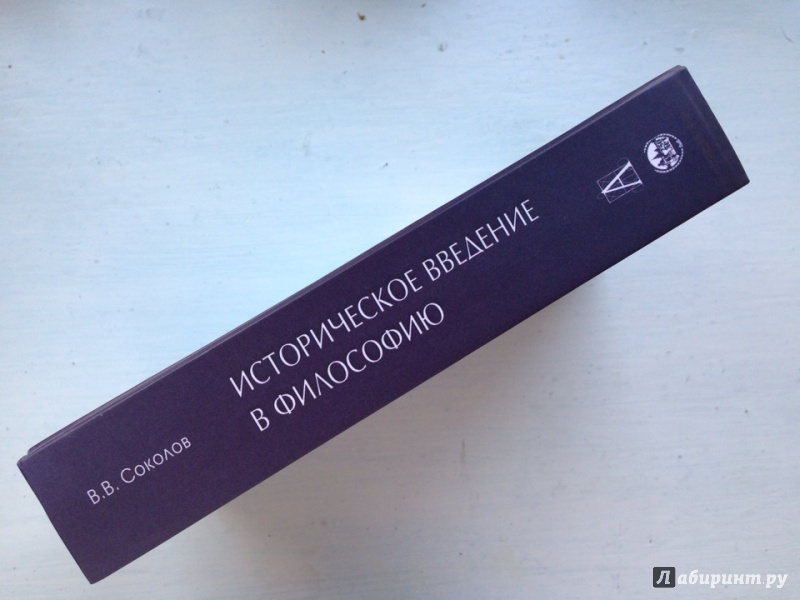 В.В. Соколов
ИСТОРИЧЕСКОЕ ВВЕДЕНИЕ
В ФИЛОСОФИЮ
А
Лабиринт.ру